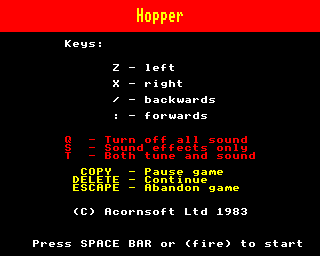 Hopper
Keys:
Z - left
X - right
/ - backwards
: - forwards
Q - Turn off all sound
S - Sound effects only
T - Both tune and sound
COPY - Pause game
DELETE - Continue
ESCAPE - Abandon game
(C) Acornsoft Ltd 1983
Press SPACE BAR or (fire) to start